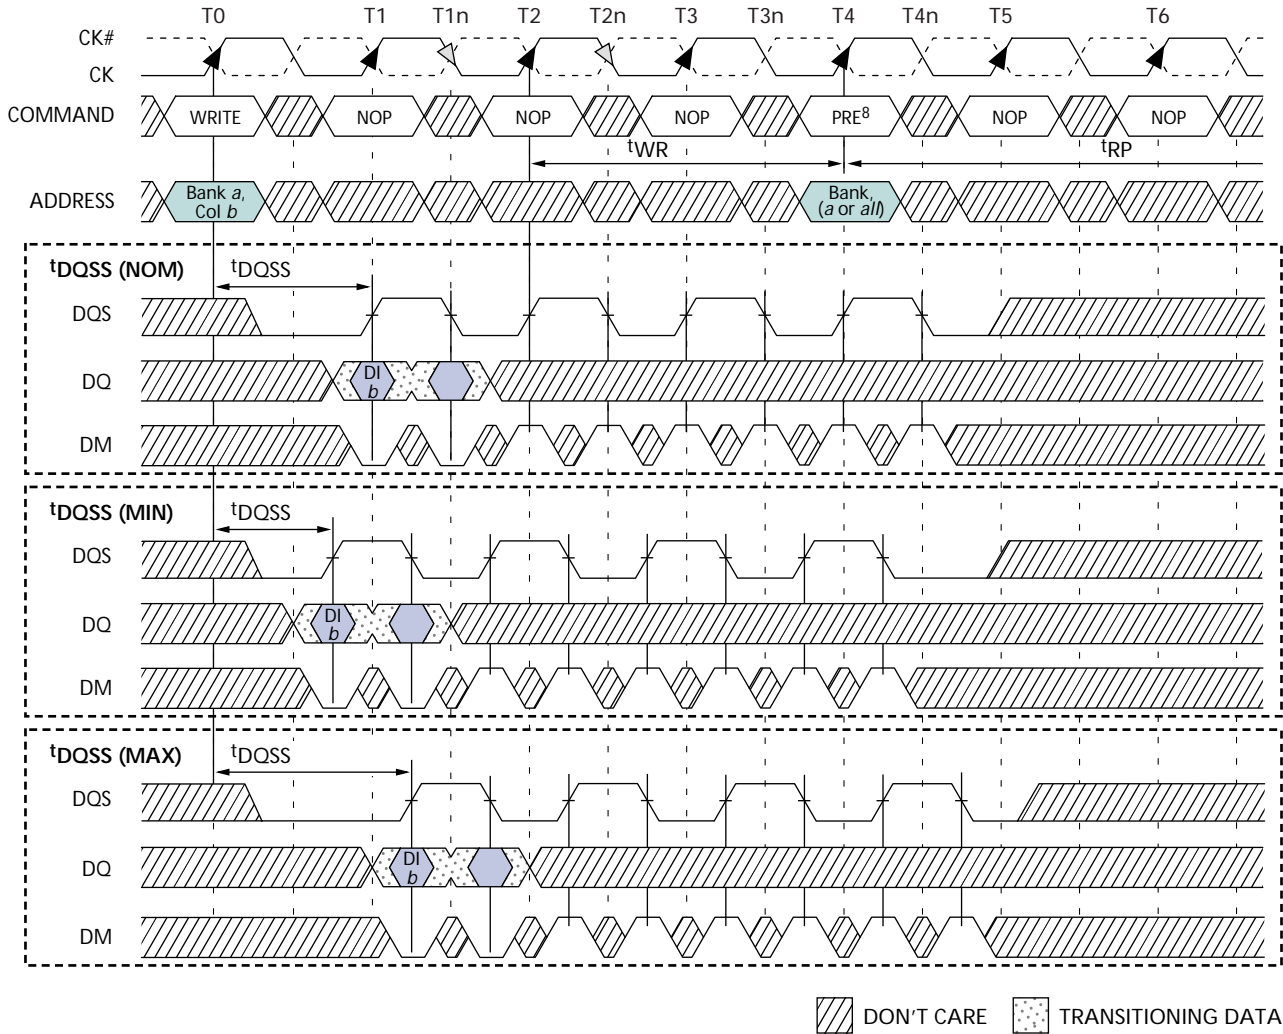 T0 T1 T1n T2 T2n T3 T3n T4 T4n T5 T6
CK#
CK
COMMAND WRITE NOP NOP NOP PRE8 NOP NOP
tWR tRP
ADDRESS Bank a, Col b Bank, (a or all)
tDQSS (NOM) tDQSS
DQS
DQ DI b
DM
tDQSS (MIN) tDQSS
DQS
DQ DI b
DM
tDQSS (MAX) tDQSS
DQS
DQ DI b
DM
DON'T CARE TRANSITIONING DATA